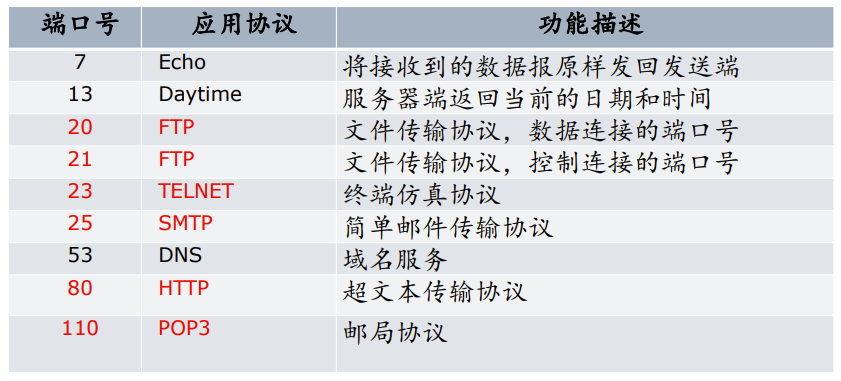 端口号 应用协议 功能描述
7 Echo 将接收到的数据报原样发回发送端
13 Daytime 服务器端返回当前的日期和时间
20 FTP 文件传输协议，数据连接的端口号
21 FTP 文件传输协议，控制连接的端口号
23 TELNET 终端仿真协议
25 SMTP 简单邮件传输协议
53 DNS 域名服务
80 HTTP 超文本传输协议
110 POP3 邮局协议